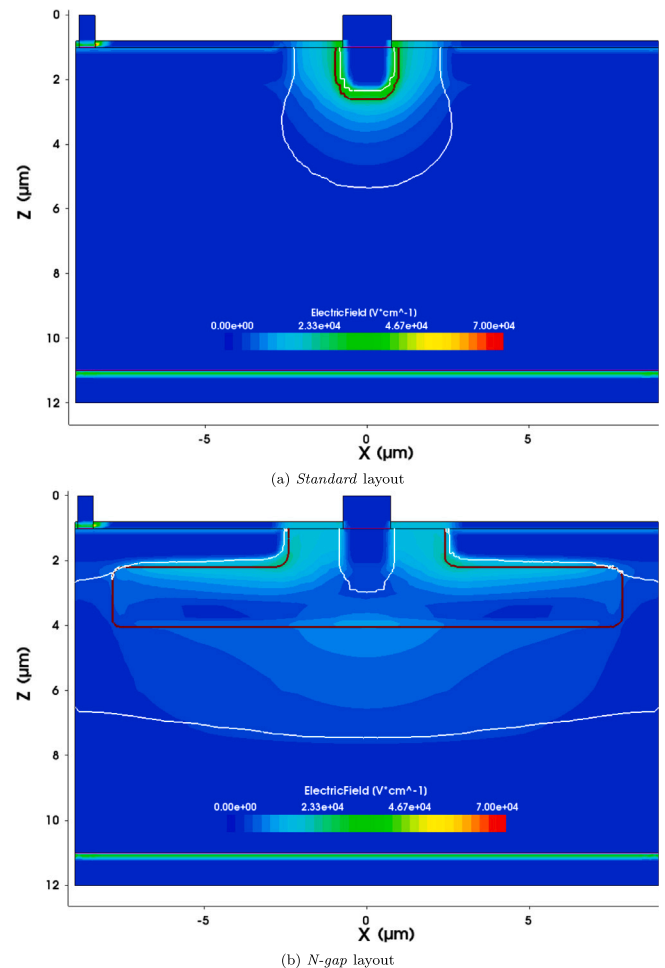 0
2
4
6
8
10
12
Z (μm)
ElectricField (V*cm^-1)
0.00e+00 2.33e+04 4.67e+04 7.00e+04
-5 0 5
X (μm)
(a) Standard layout
0
2
4
6
8
10
12
Z (μm)
ElectricField (V*cm^-1)
0.00e+00 2.33e+04 4.67e+04 7.00e+04
-5 0 5
X (μm)
(b) N-gap layout